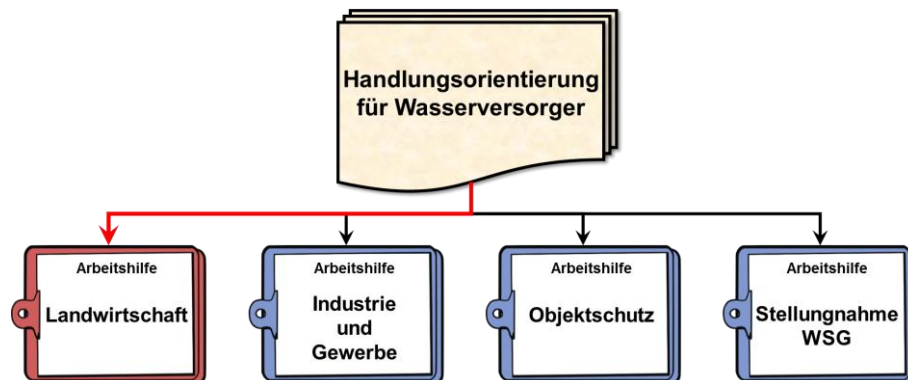 Handlungsorientierung
für Wasserversorger
Arbeitshilfe
Landwirtschaft
Arbeitshilfe
Industrie
und
Gewerbe
Arbeitshilfe
Objektschutz
Arbeitshilfe
Stellungnahme
WSG